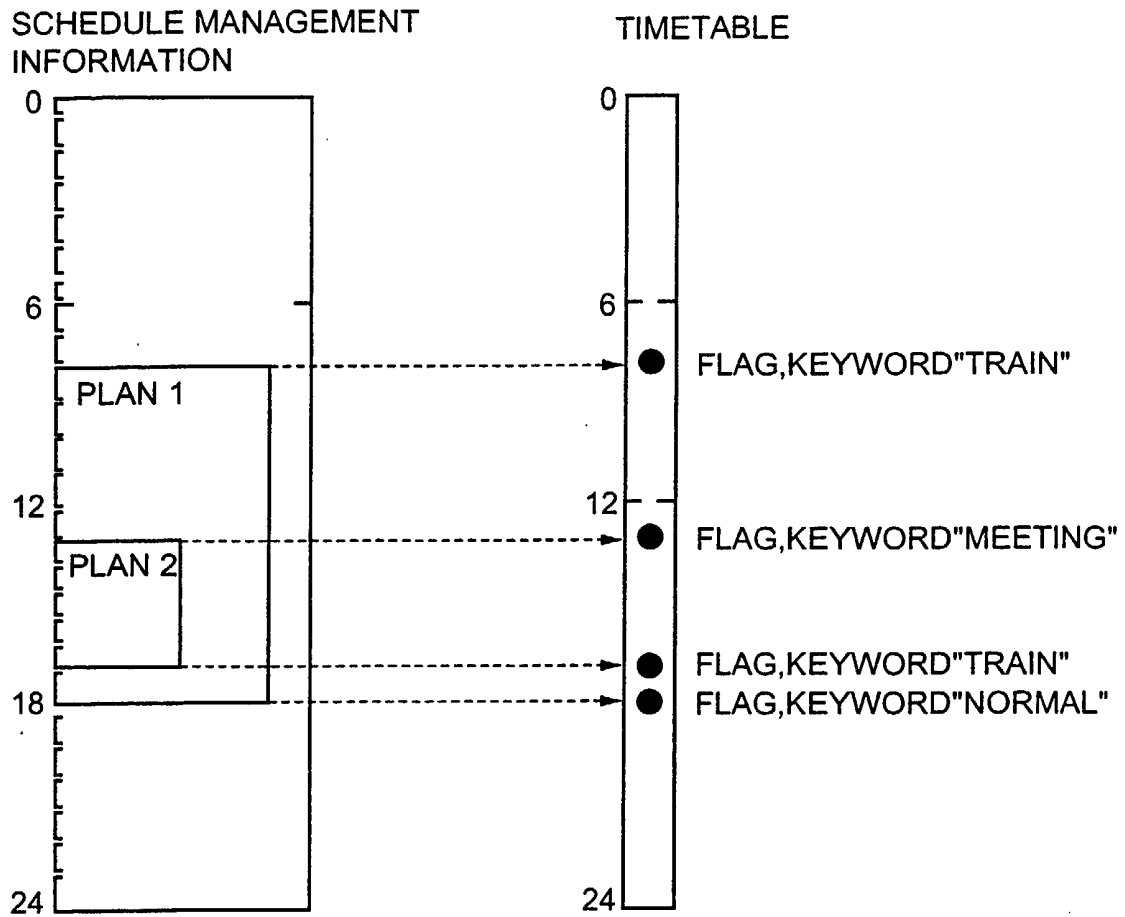 SCHEDULE MANAGEMENT
INFORMATION
TIMETABLE
0
6
PLAN 1
12
PLAN 2
18
24
0
6
FLAG,KEYWORD"TRAIN"
12
FLAG,KEYWORD"MEETING"
FLAG,KEYWORD"TRAIN"
FLAG,KEYWORD"NORMAL"
24